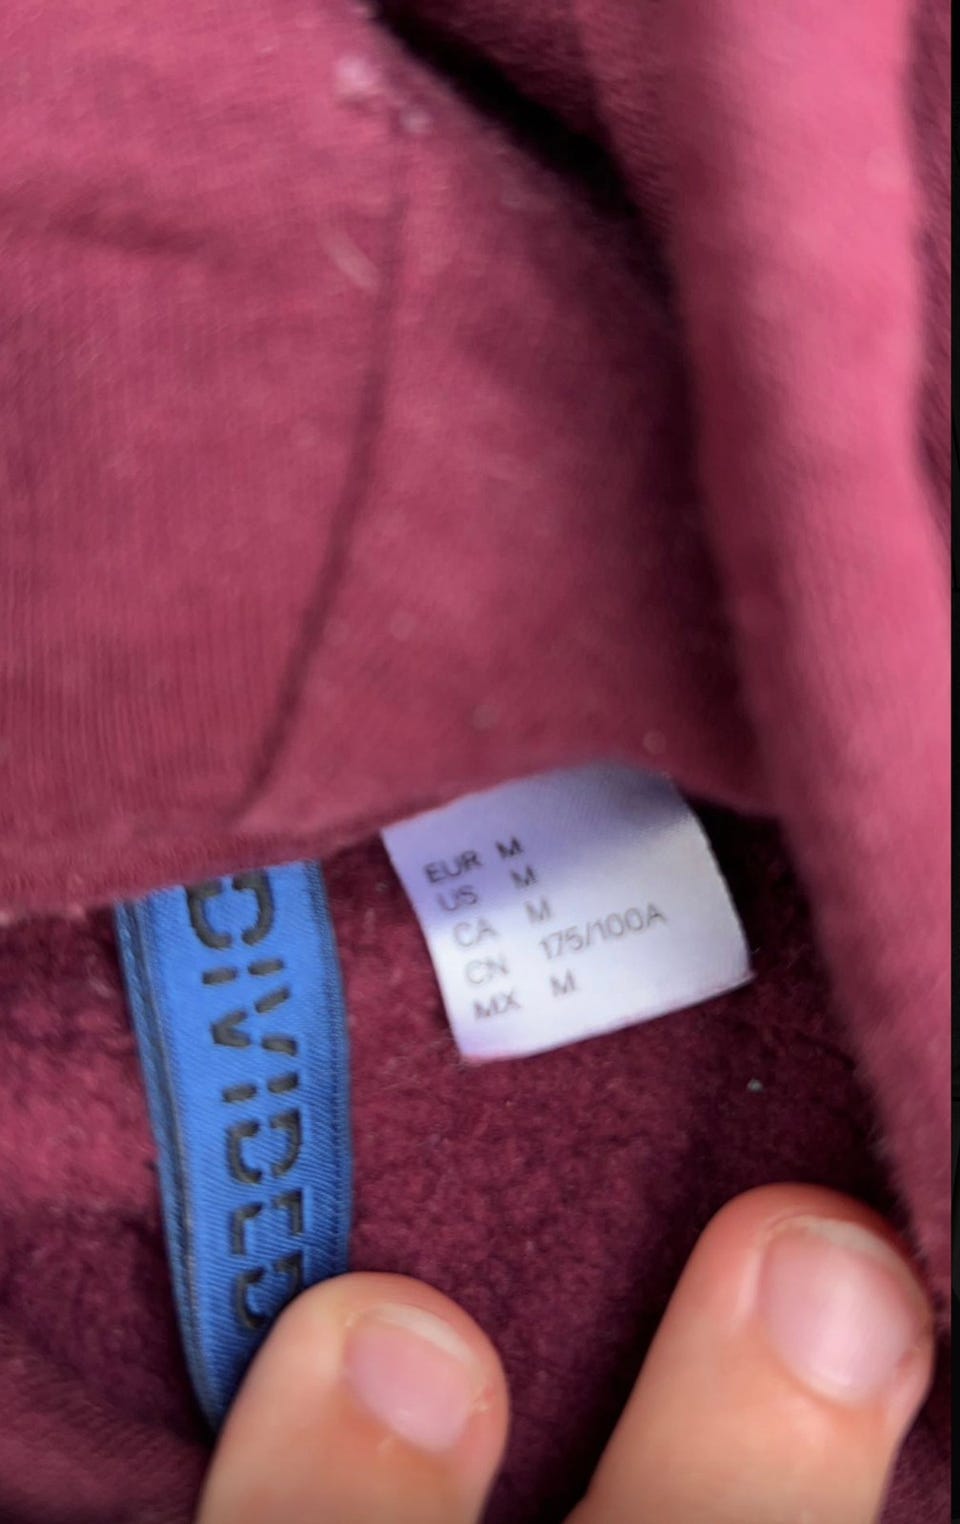 DIVIDED
EUR M
US M
CA M
CN 175/100A
MX M